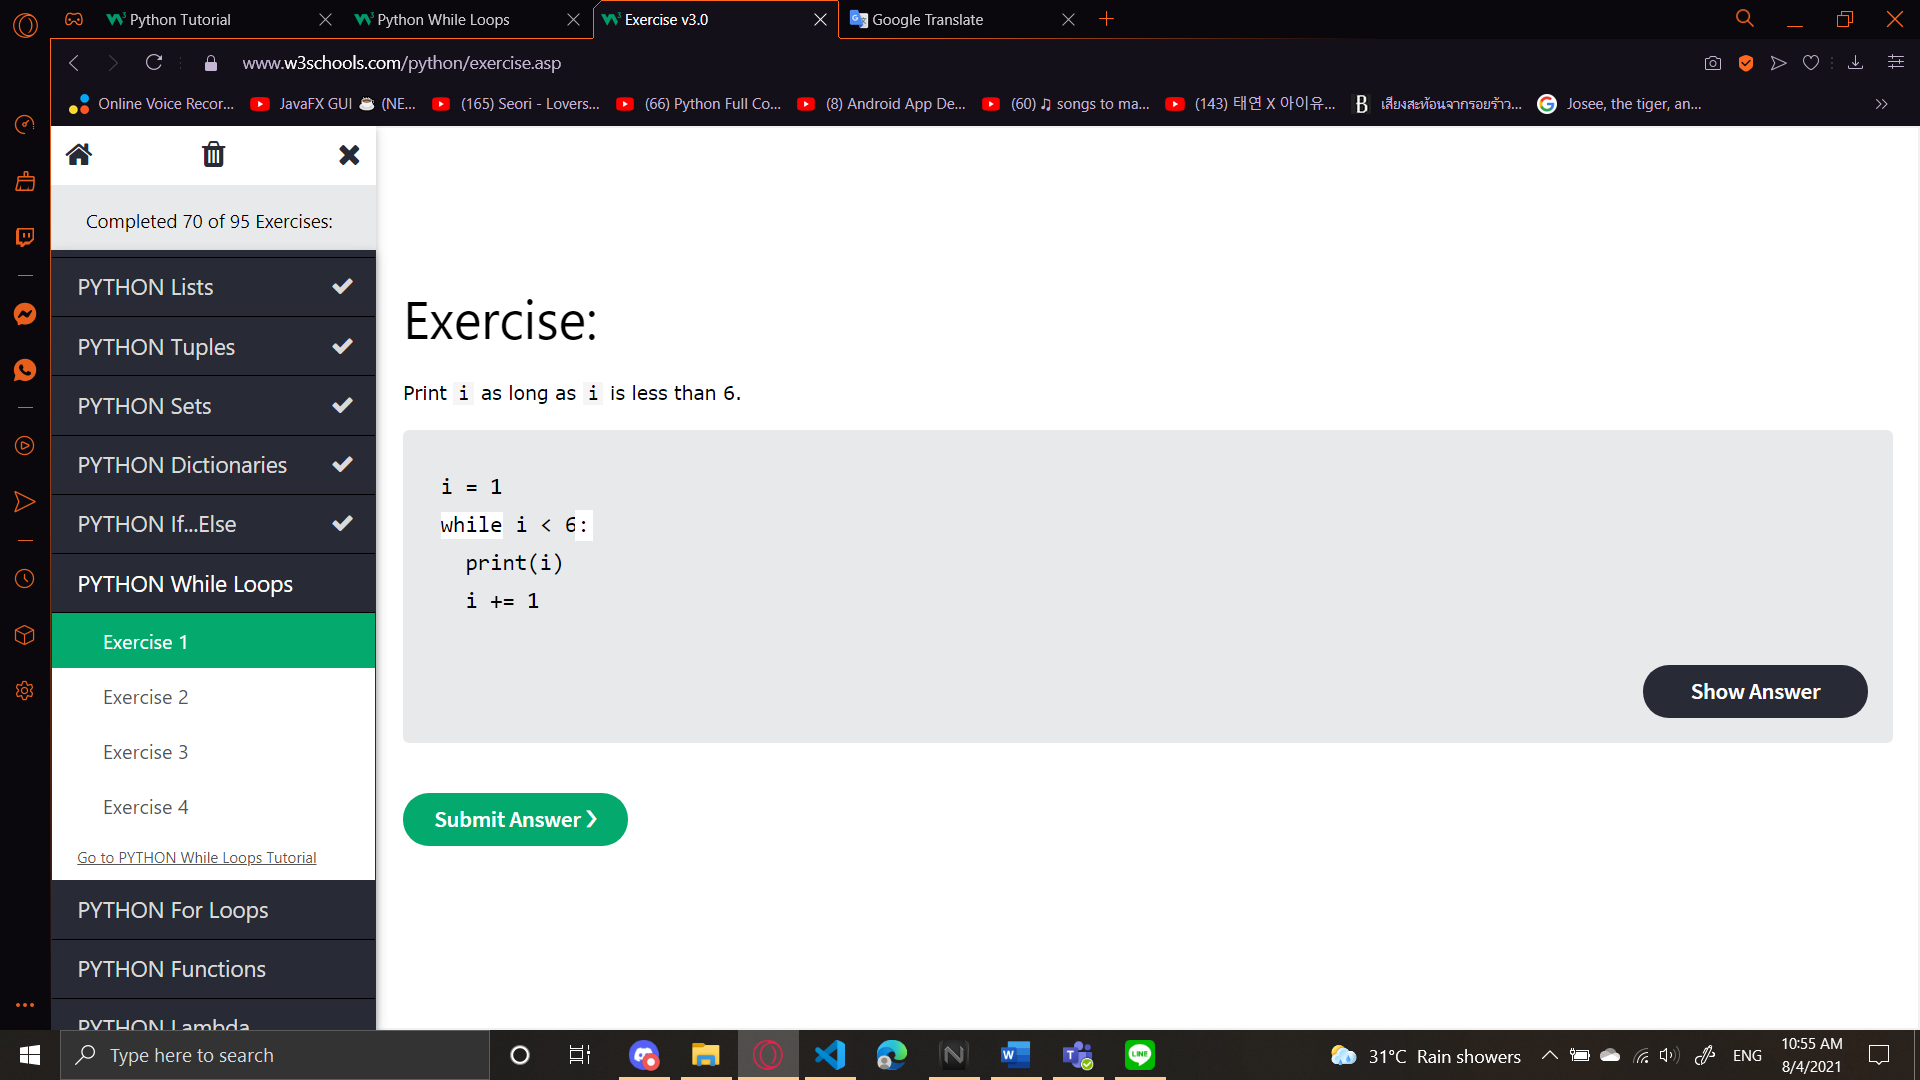 Python Tutorial
Python While Loops
Exercise v3.0
Google Translate
www.w3schools.com/python/exercise.asp
Online Voice Recor...
JavaFX GUI ☕ (NE...
(165) Seori - Lovers...
(66) Python Full Co...
(8) Android App De...
(60) ♫ songs to ma...
(143) 태연 X 아이유...
เสียงสะท้อนจากรอยร้าว...
Josee, the tiger, an...
Completed 70 of 95 Exercises:
PYTHON Lists
PYTHON Tuples
PYTHON Sets
PYTHON Dictionaries
PYTHON If...Else
PYTHON While Loops
Exercise 1
Exercise 2
Exercise 3
Exercise 4
Go to PYTHON While Loops Tutorial
PYTHON For Loops
PYTHON Functions
PYTHON Lambda
Exercise:
Print i as long as i is less than 6.
i = 1
while i < 6:
print(i)
i += 1
Show Answer
Submit Answer ❯
Type here to search
31°C Rain showers
ENG
10:55 AM
8/4/2021